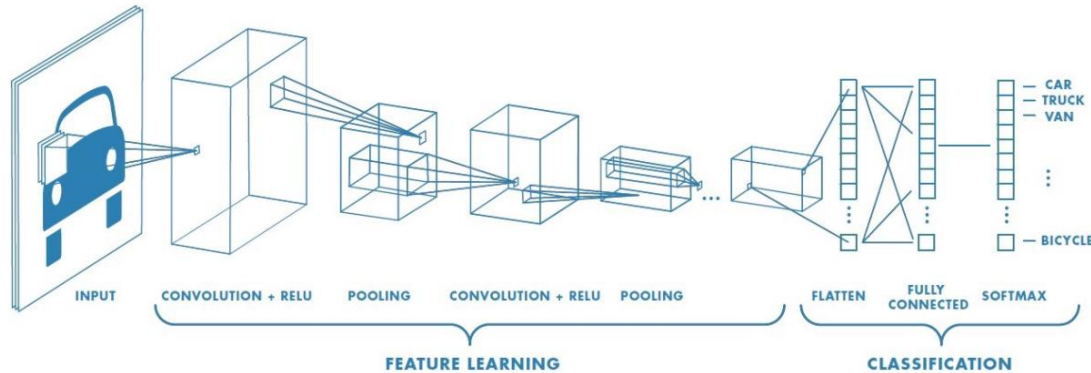 CAR
TRUCK
VAN
BICYCLE
INPUT
CONVOLUTION + RELU
POOLING
CONVOLUTION + RELU
POOLING
FLATTEN
FULLY
CONNECTED
SOFTMAX
FEATURE LEARNING
CLASSIFICATION